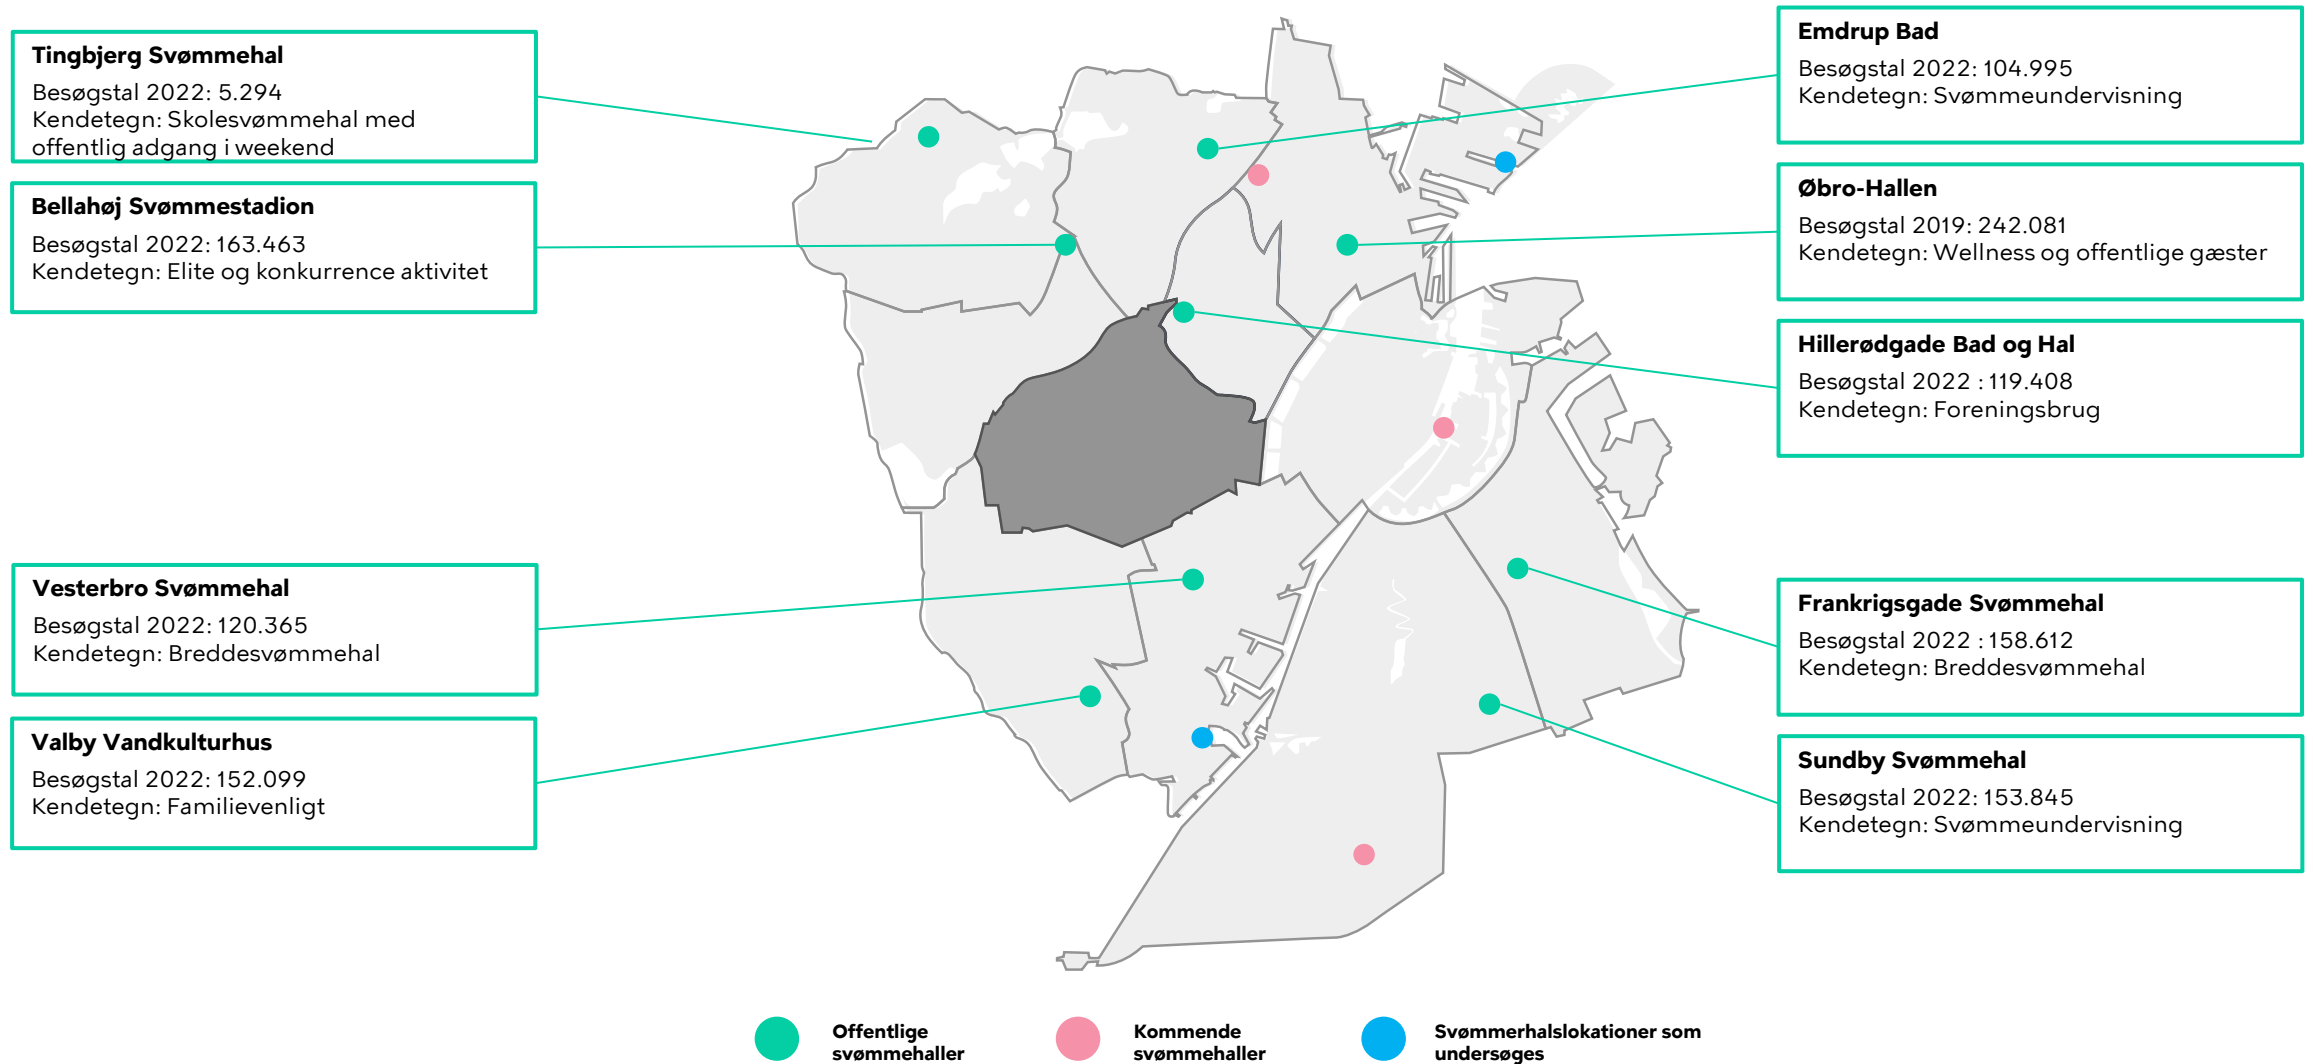 Tingbjerg Svømmehal
Besøgstal 2022: 5.294
Kendetegn: Skolesvømmehal med
offentlig adgang i weekend
Bellahøj Svømmestadion
Besøgstal 2022: 163.463
Kendetegn: Elite og konkurrence aktivitet
Vesterbro Svømmehal
Besøgstal 2022: 120.365
Kendetegn: Breddesvømmehal
Valby Vandkulturhus
Besøgstal 2022: 152.099
Kendetegn: Familievenligt
Emdrup Bad
Besøgstal 2022: 104.995
Kendetegn: Svømmeundervisning
Øbro-Hallen
Besøgstal 2019: 242.081
Kendetegn: Wellness og offentlige gæster
Hillerødgade Bad og Hal
Besøgstal 2022 : 119.408
Kendetegn: Foreningsbrug
Frankrigsgade Svømmehal
Besøgstal 2022 : 158.612
Kendetegn: Breddesvømmehal
Sundby Svømmehal
Besøgstal 2022: 153.845
Kendetegn: Svømmeundervisning
Offentlige
svømmehaller
Kommende
svømmehaller
Svømmerhalslokationer som
undersøges